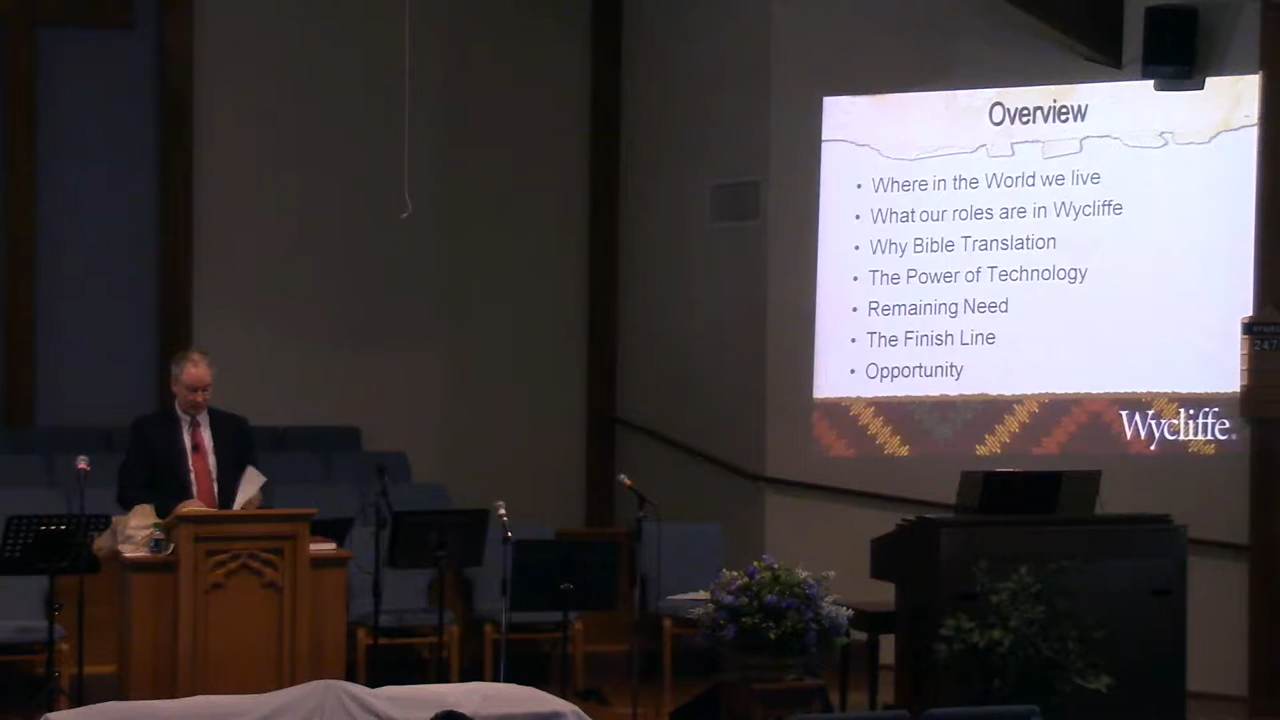 Overview
• Where in the World we live
• What our roles are in Wycliffe
• Why Bible Translation
• The Power of Technology
• Remaining Need
• The Finish Line
• Opportunity
Wycliffe.
247